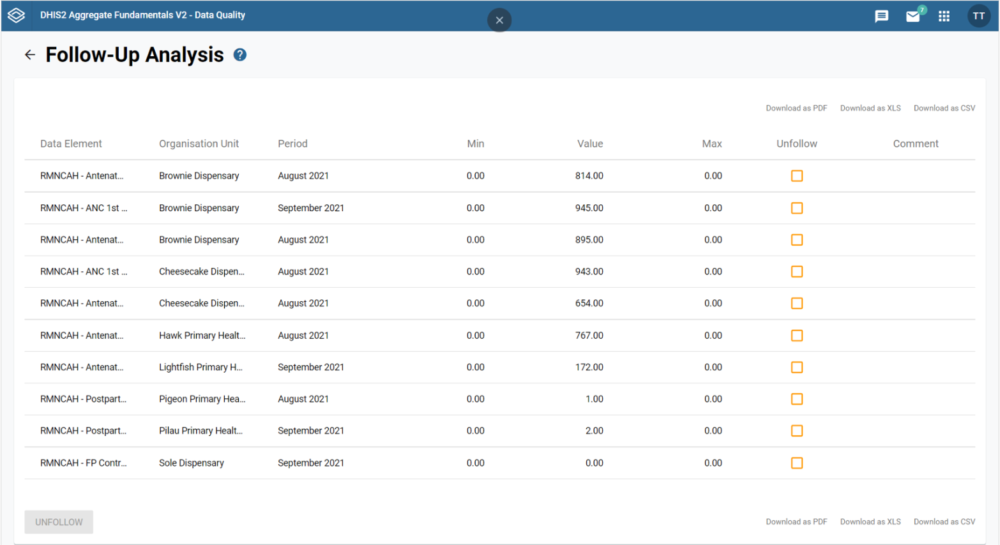 DHIS2 Aggregate Fundamentals V2 - Data Quality
7
TT
Follow-Up Analysis ?
Download as PDF Download as XLS Download as CSV
Data Element Organisation Unit Period Min Value Max Unfollow Comment
RMNCAH - Antenat... Brownie Dispensary August 2021 0.00 814.00 0.00
RMNCAH - ANC 1st ... Brownie Dispensary September 2021 0.00 945.00 0.00
RMNCAH - Antenat... Brownie Dispensary August 2021 0.00 895.00 0.00
RMNCAH - ANC 1st ... Cheesecake Dispen... August 2021 0.00 943.00 0.00
RMNCAH - Antenat... Cheesecake Dispen... August 2021 0.00 654.00 0.00
RMNCAH - Antenat... Hawk Primary Healt... August 2021 0.00 767.00 0.00
RMNCAH - Antenat... Lightfish Primary H... September 2021 0.00 172.00 0.00
RMNCAH - Postpart... Pigeon Primary Hea... August 2021 0.00 1.00 0.00
RMNCAH - Postpart... Pilau Primary Healt... September 2021 0.00 2.00 0.00
RMNCAH - FP Contr... Sole Dispensary September 2021 0.00 0.00 0.00
UNFOLLOW Download as PDF Download as XLS Download as CSV